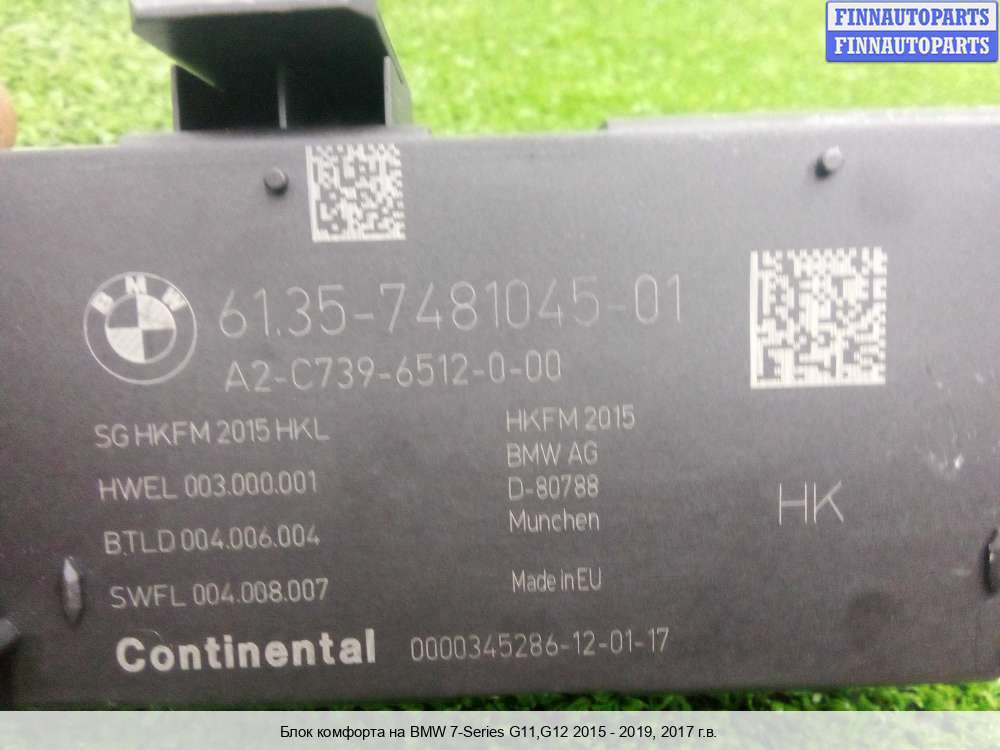 FINNAUTOPARTS
FINNAUTOPARTS
BMW
61.35-7481045-01
A2-C739-6512-0-00
SG HKFM 2015 HKL
HWEL 003.000.001
BTLD 004.006.004
SWFL 004.008.007
HKFM 2015
BMW AG
D-80788
Munchen
Made in EU
HK
Continental 0000345286-12-01-17
Блок комфорта на BMW 7-Series G11,G12 2015 - 2019, 2017 г.в.